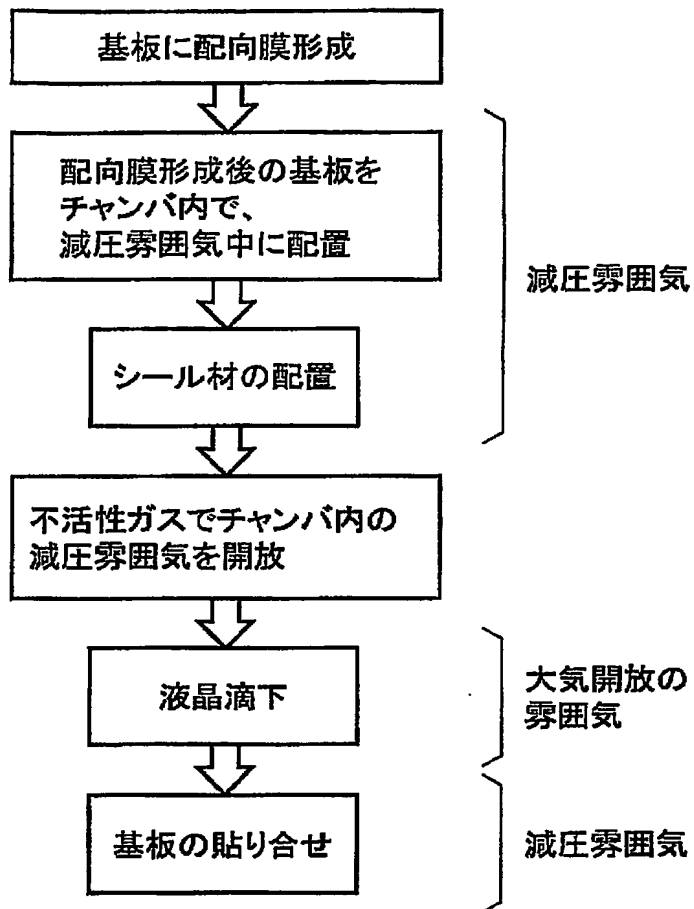 基板に配向膜形成
配向膜形成後の基板を
チャンバ内で、
減圧雰囲気中に配置
減圧雰囲気
シール材の配置
不活性ガスでチャンバ内の
減圧雰囲気を開放
液晶滴下
大気開放の
雰囲気
基板の貼り合せ
減圧雰囲気